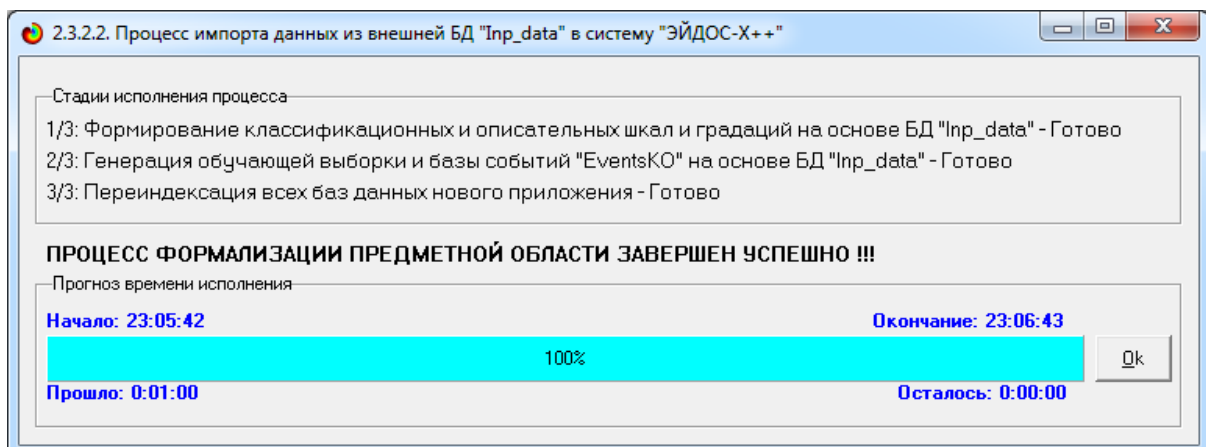 2.3.2.2. Процесс импорта данных из внешней БД "Inp_data" в систему "ЭЙДОС-Х++"
Стадии исполнения процесса
1/3: Формирование классификационных и описательных шкал и градаций на основе БД "Inp_data" - Готово
2/3: Генерация обучающей выборки и базы событий "EventsKO" на основе БД "Inp_data" - Готово
3/3: Переиндексация всех баз данных нового приложения - Готово
ПРОЦЕСС ФОРМАЛИЗАЦИИ ПРЕДМЕТНОЙ ОБЛАСТИ ЗАВЕРШЕН УСПЕШНО !!!
Прогноз времени исполнения
Начало: 23:05:42 Окончание: 23:06:43
100% Ok
Прошло: 0:01:00 Осталось: 0:00:00